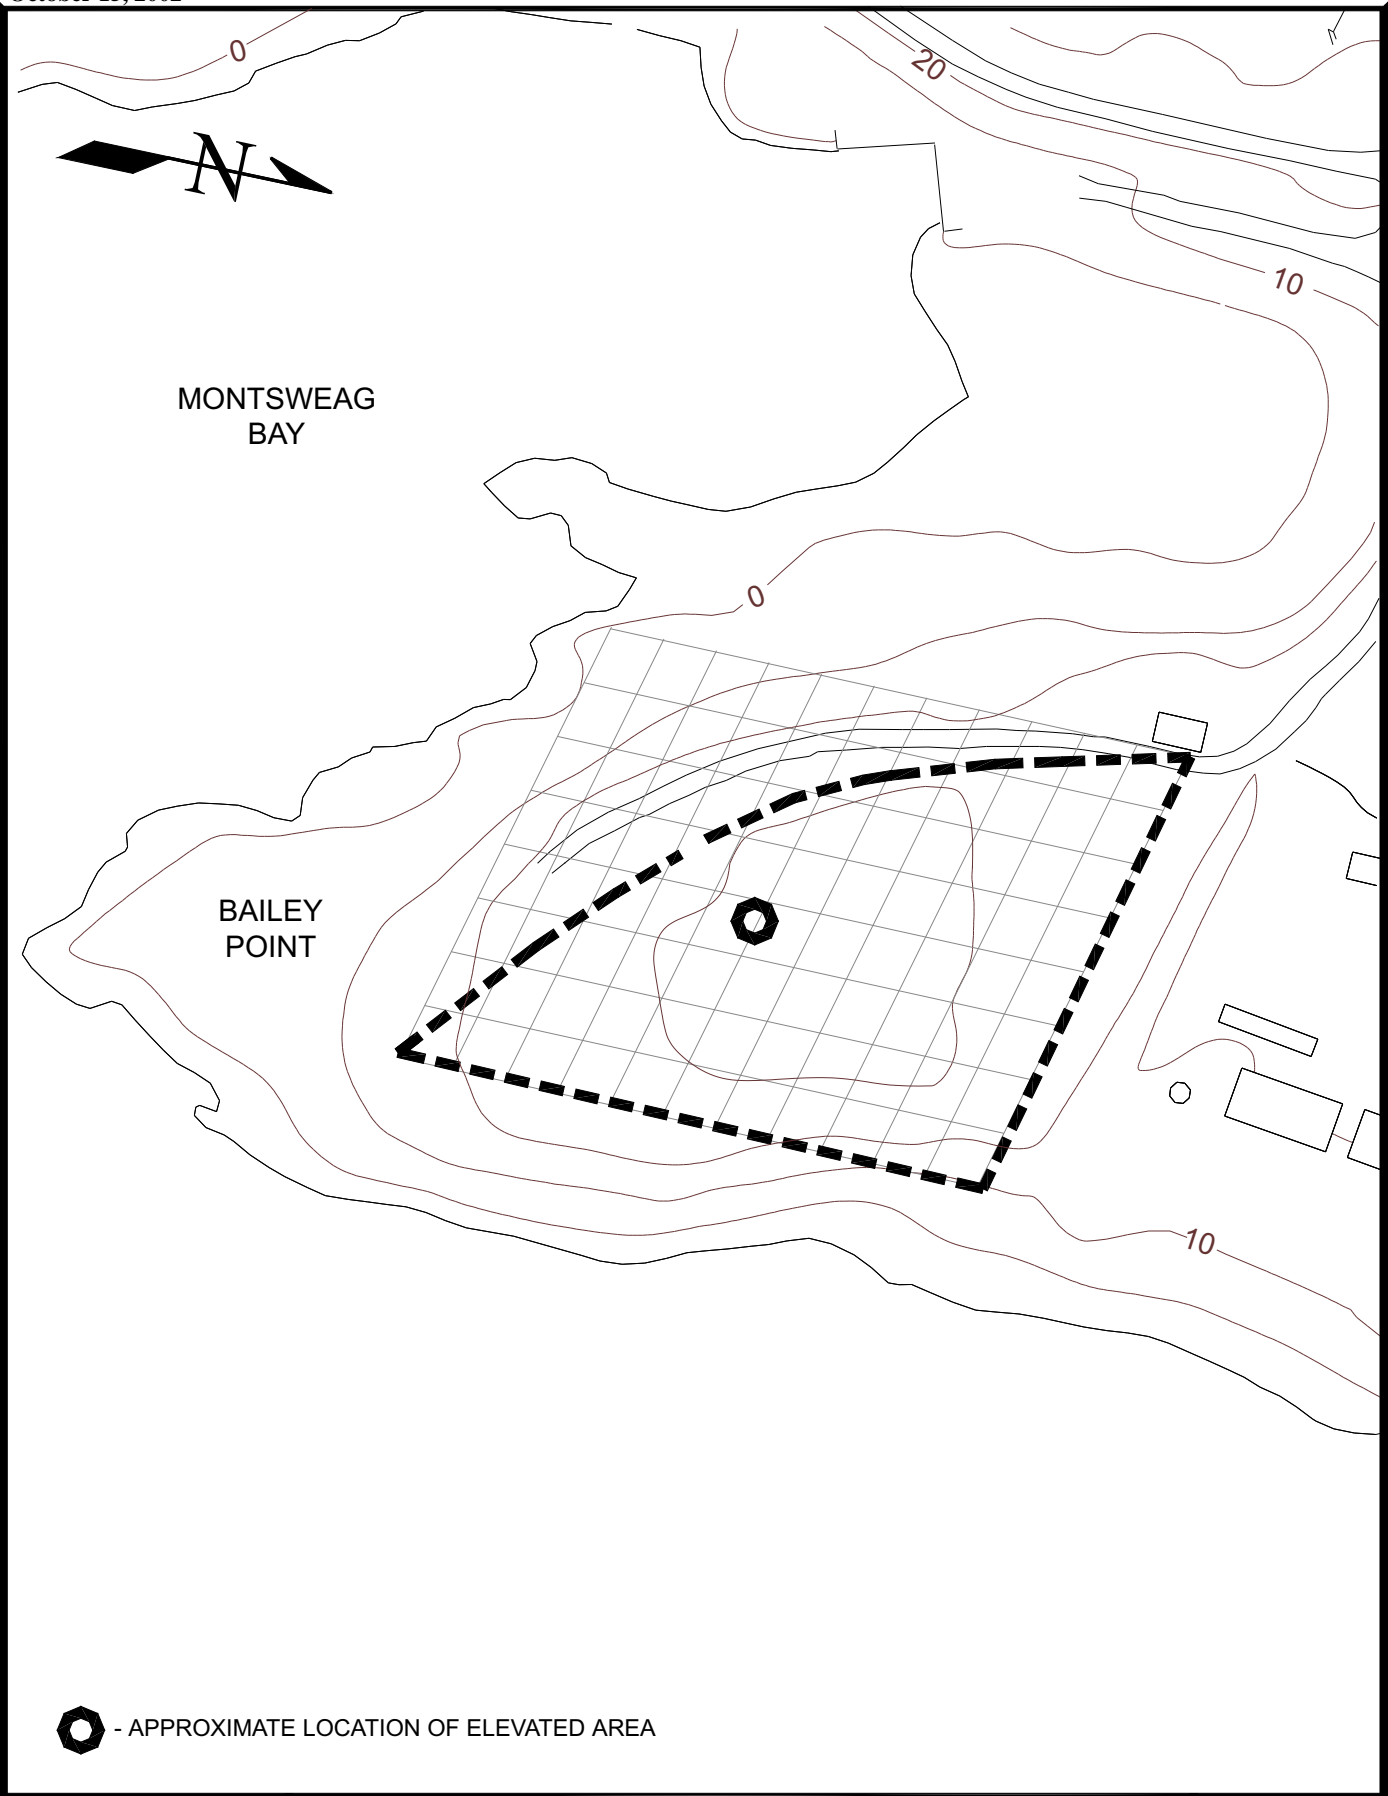 0
20
N
10
MONTSWEAG
BAY
0
BAILEY
POINT
10
- APPROXIMATE LOCATION OF ELEVATED AREA